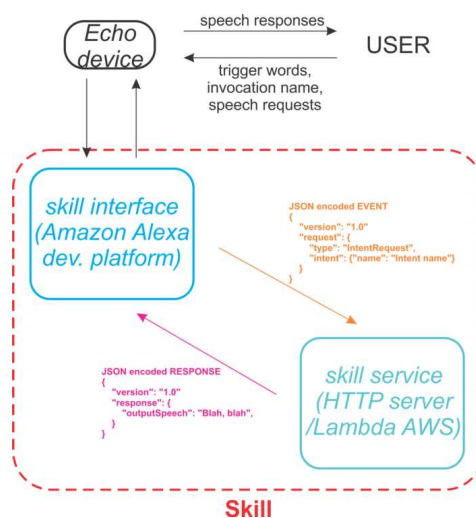 Echo
device
speech responses
USER
trigger words,
invocation name,
speech requests
skill interface
(Amazon Alexa
dev. platform)
JSON encoded EVENT
{
"version": "1.0"
"request": {
"type": "IntentRequest",
"intent": {"name": "Intent name"}
}
}
JSON encoded RESPONSE
{
"version": "1.0"
"response": {
"outputSpeech": "Blah, blah",
}
}
skill service
(HTTP server
/Lambda AWS)
Skill